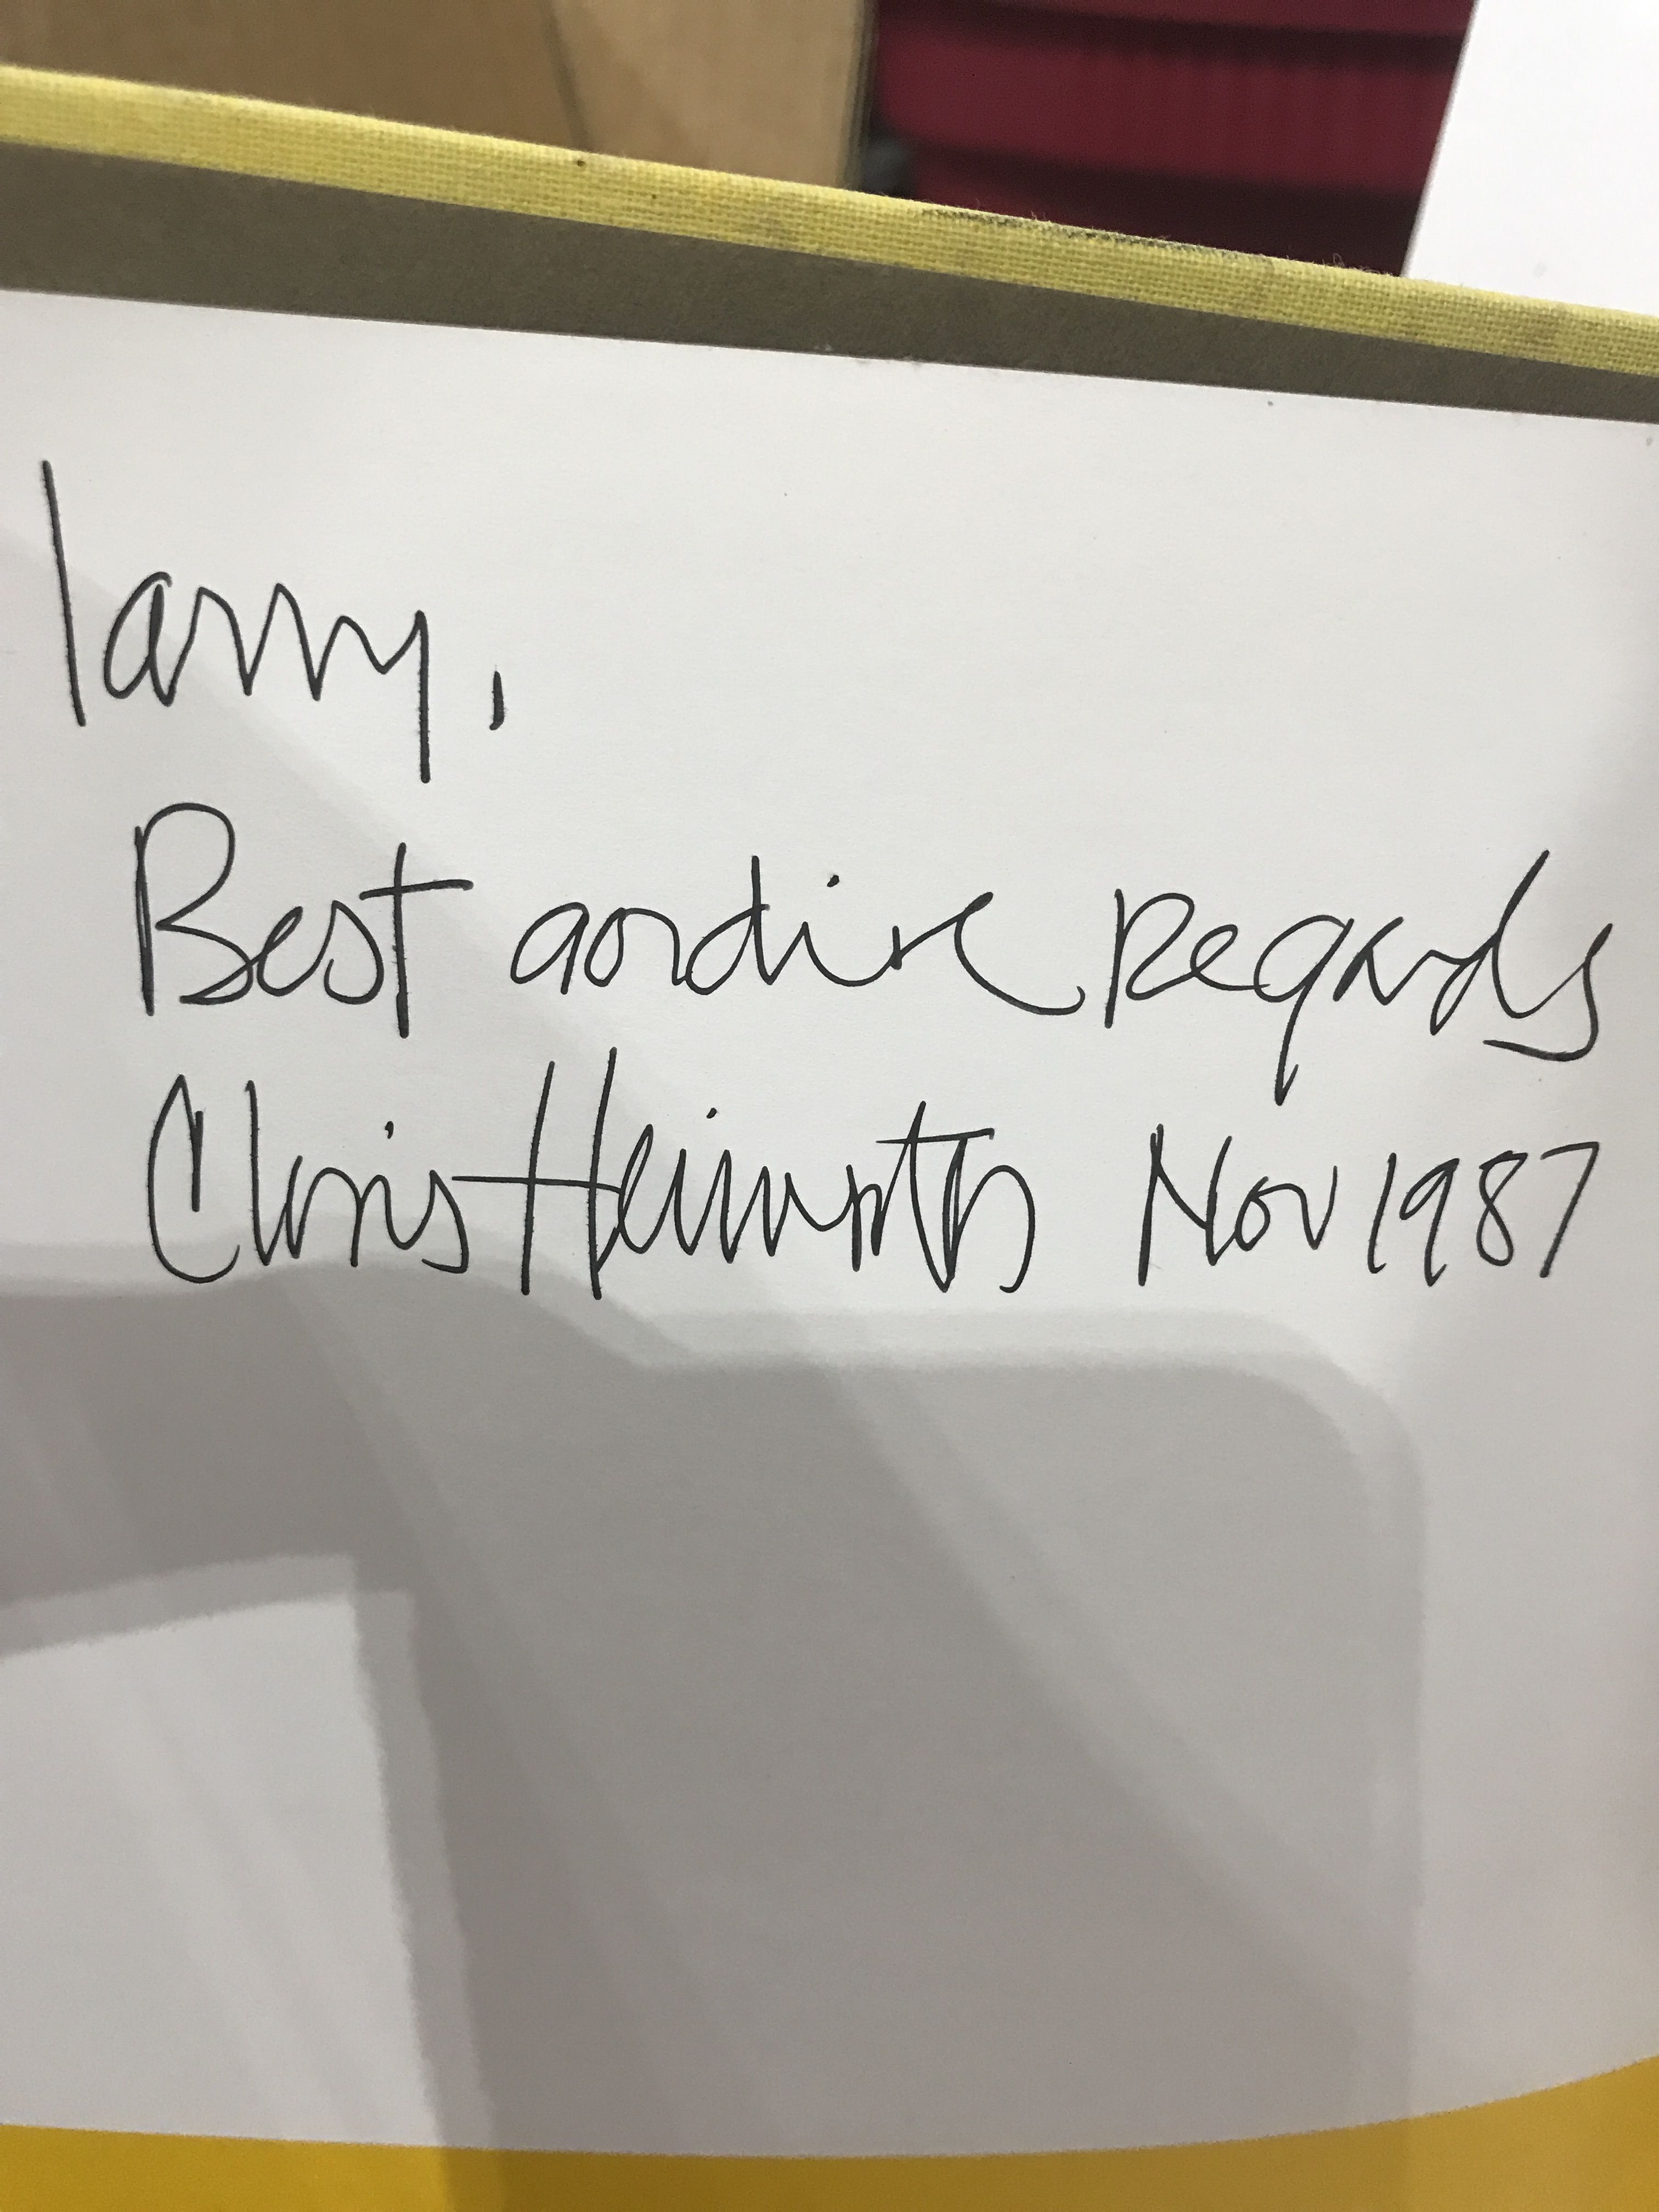 Larry,
Best regards
Chris Nov 1987